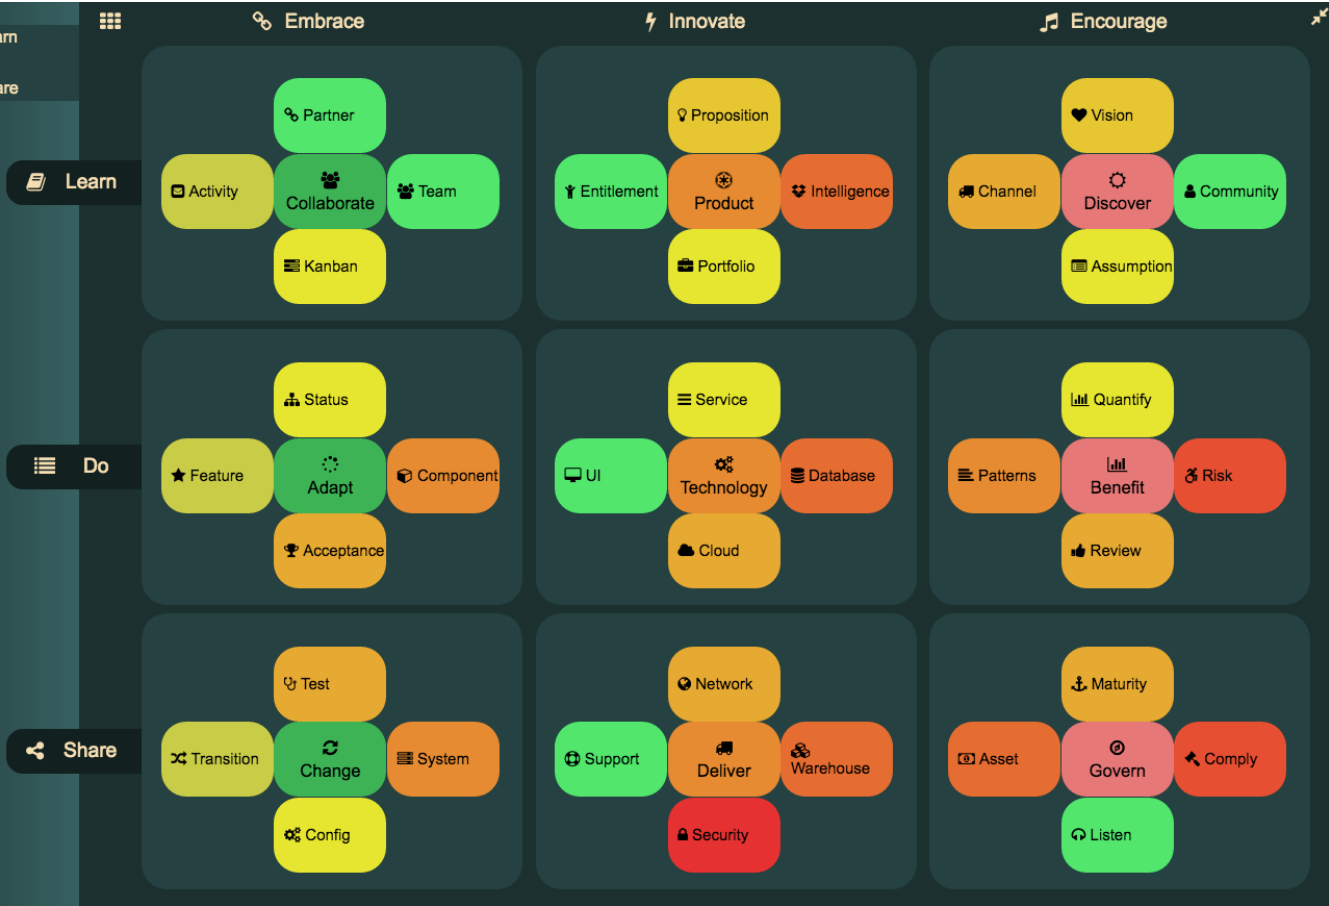 Embrace
Innovate
Encourage
arn
are
Learn
Partner
Activity
Collaborate
Team
Kanban
Proposition
Entitlement
Product
Intelligence
Portfolio
Vision
Channel
Discover
Community
Assumption
Do
Status
Feature
Adapt
Component
Acceptance
Service
UI
Technology
Database
Cloud
Quantify
Patterns
Benefit
Risk
Review
Share
Test
Transition
Change
System
Config
Network
Support
Deliver
Warehouse
Security
Maturity
Asset
Govern
Comply
Listen